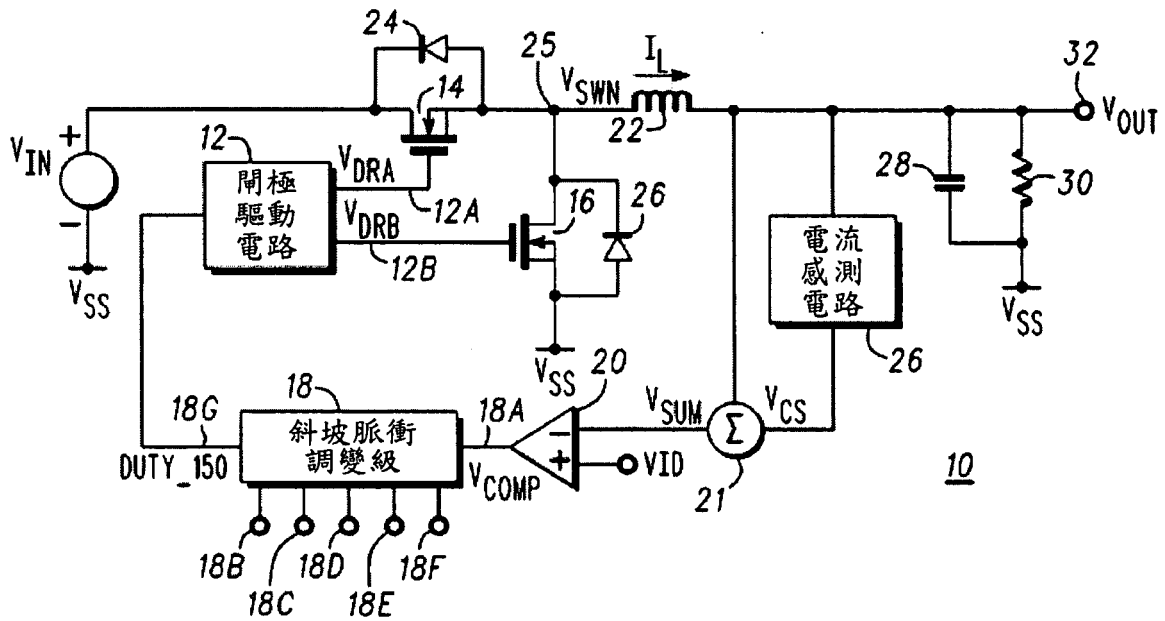 24
25
I_L
32
14
V_SWN
22
V_OUT
+
V_IN
-
V_SS
12
閘極
驅動
電路
V_DRA
12A
V_DRB
12B
16
26
28
30
電流
感測
電路
26
V_SS
V_SS
20
18G
18
18A
V_SUM
V_CS
斜坡脈衝
調變級
-
+
Σ
DUTY_150
V_COMP
VID
21
10
18B
18C
18D
18E
18F